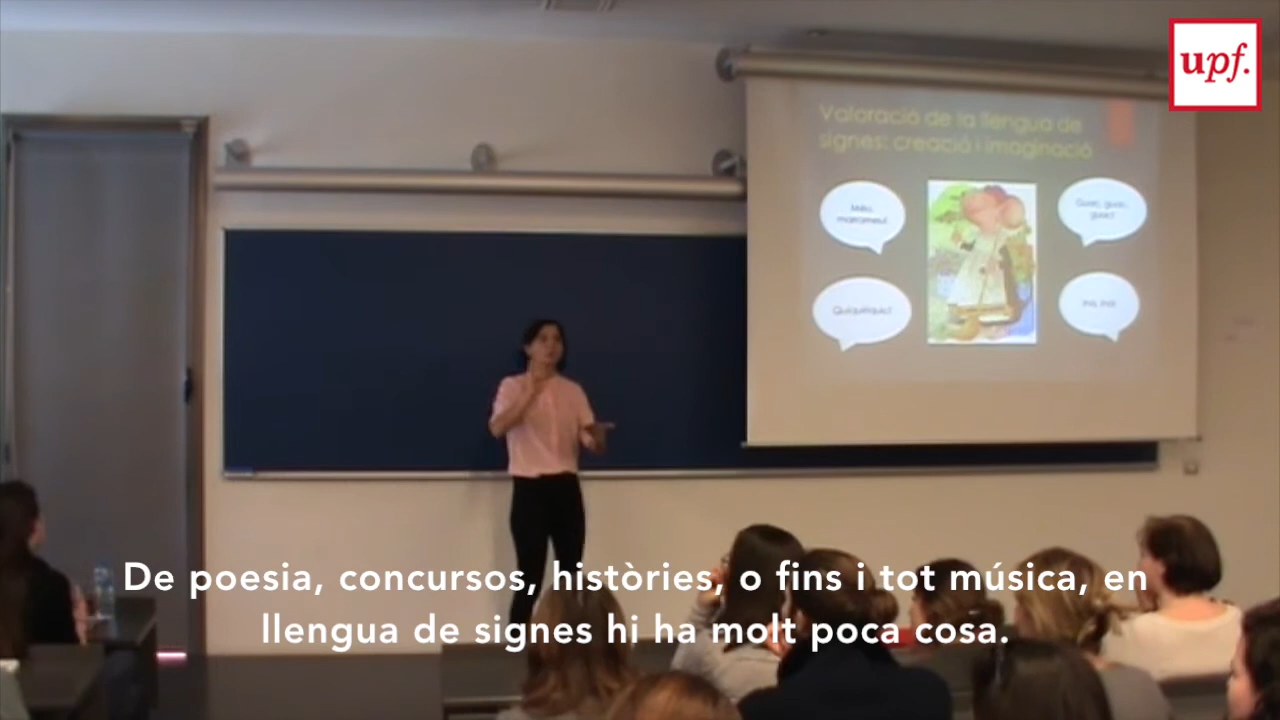 upf.
Valoració de la llengua de
signes: creació i imaginació
De poesia, concursos, històries, o fins i tot música, en
llengua de signes hi ha molt poca cosa.